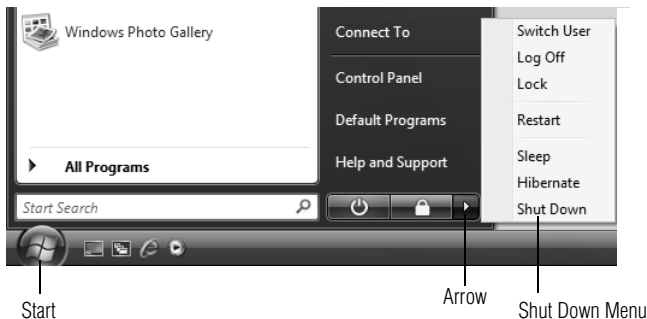 Windows Photo Gallery
All Programs
Start Search
Connect To
Control Panel
Default Programs
Help and Support
Switch User
Log Off
Lock
Restart
Sleep
Hibernate
Shut Down
Start
Arrow
Shut Down Menu